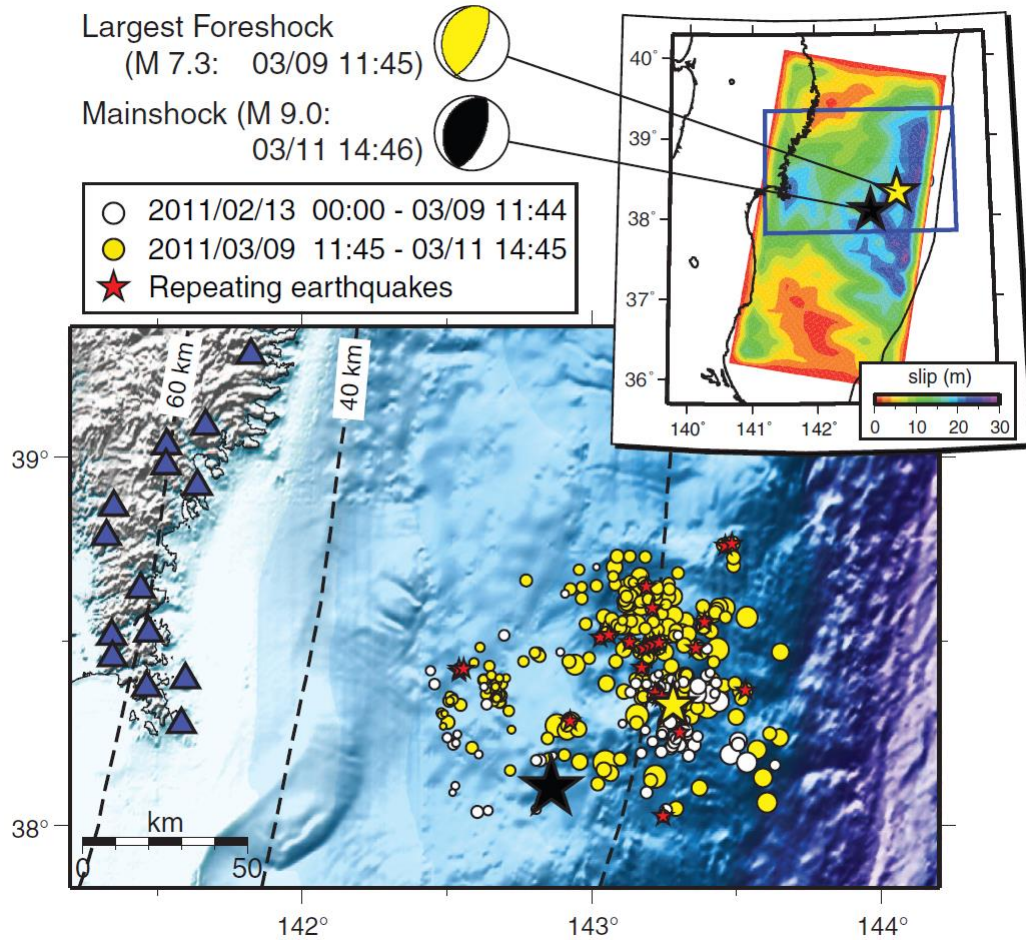 Largest Foreshock
(M 7.3: 03/09 11:45)
Mainshock (M 9.0:
03/11 14:46)
2011/02/13 00:00 - 03/09 11:44
2011/03/09 11:45 - 03/11 14:45
Repeating earthquakes
40°
39°
38°
37°
36°
140° 141° 142°
slip (m)
0 10 20 30
60 km
40 km
39°
38°
km
0 50
142° 143° 144°